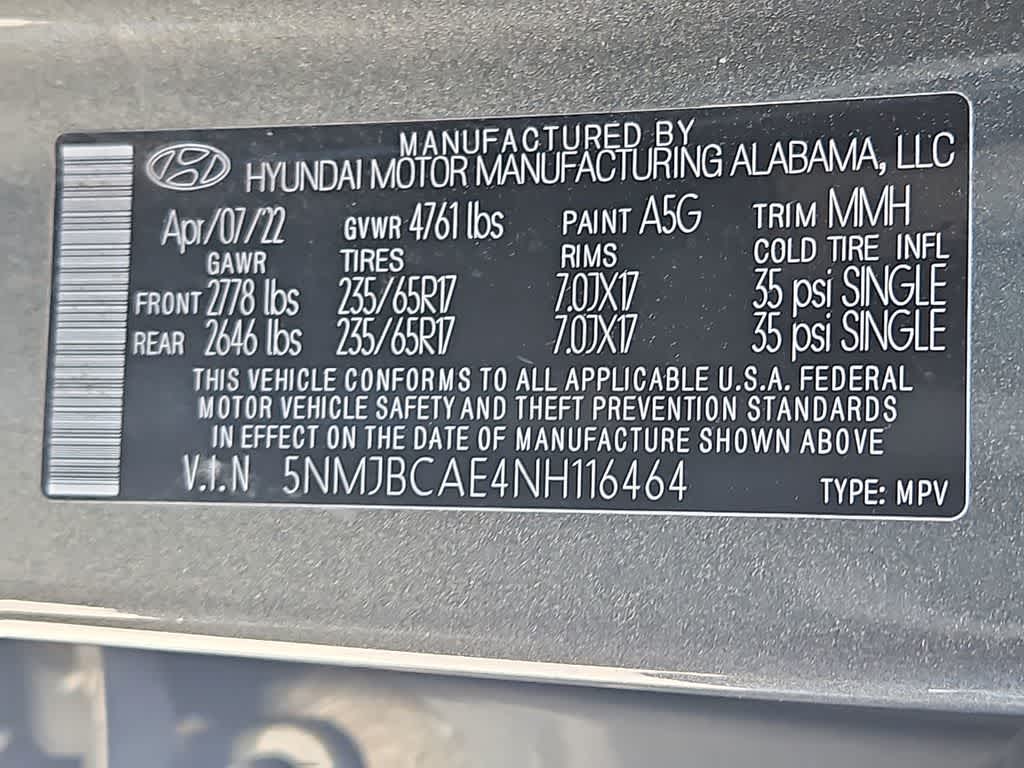 MANUFACTURED BY
HYUNDAI MOTOR MANUFACTURING ALABAMA, LLC
Apr/07/22 GVWR 4761 lbs PAINT A5G TRIM MMH
GAWR TIRES RIMS COLD TIRE INFL
FRONT 2778 lbs 235/65R17 7.0JX17 35 psi SINGLE
REAR 2646 lbs 235/65R17 7.0JX17 35 psi SINGLE
THIS VEHICLE CONFORMS TO ALL APPLICABLE U.S.A. FEDERAL
MOTOR VEHICLE SAFETY AND THEFT PREVENTION STANDARDS
IN EFFECT ON THE DATE OF MANUFACTURE SHOWN ABOVE
V.I.N 5NMJBCAE4NH116464 TYPE: MPV